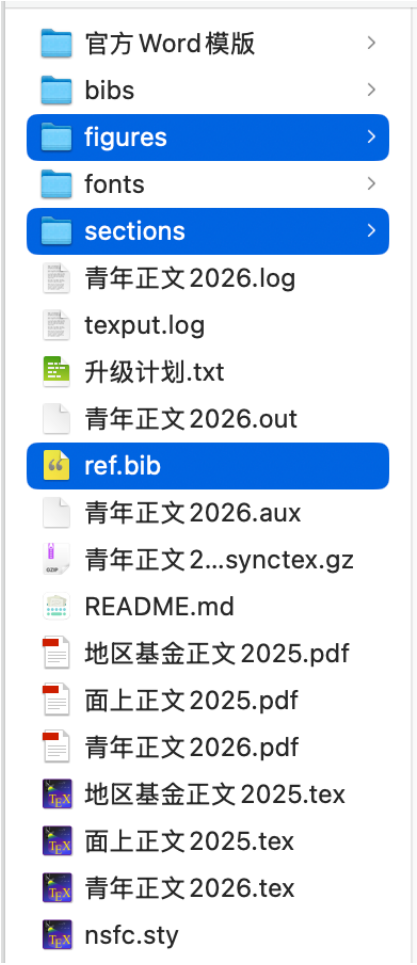 官方Word模版
bibs
figures
fonts
sections
青年正文2026.log
texput.log
升级计划.txt
青年正文2026.out
ref.bib
青年正文2026.aux
青年正文2...synctex.gz
README.md
地区基金正文2025.pdf
面上正文2025.pdf
青年正文2026.pdf
地区基金正文2025.tex
面上正文2025.tex
青年正文2026.tex
nsfc.sty